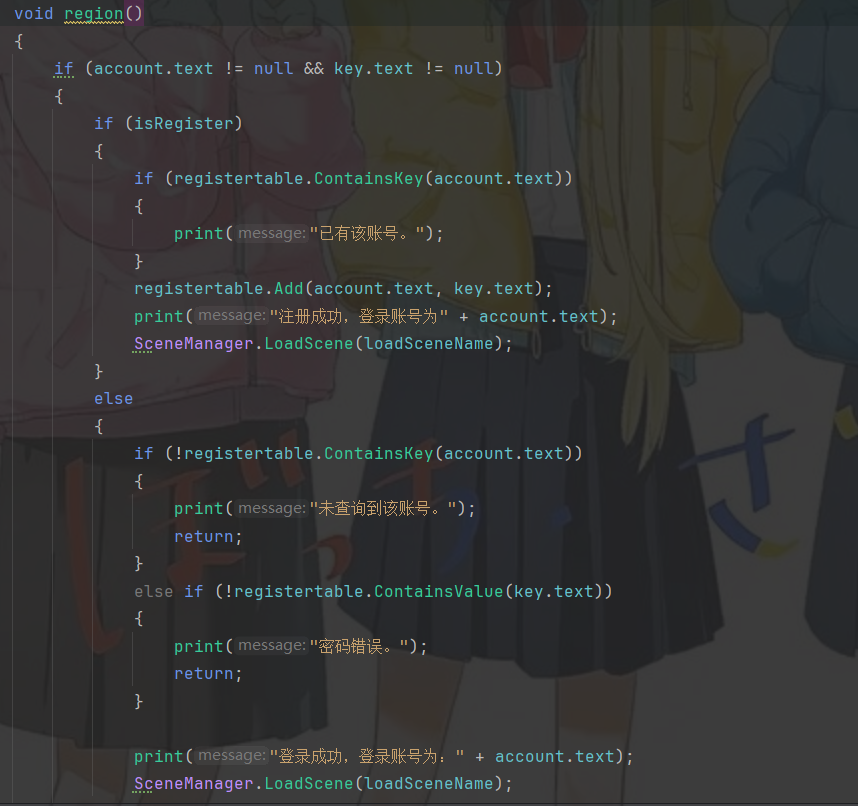 void region()
{
if (account.text != null && key.text != null)
{
if (isRegister)
{
if (registertable.ContainsKey(account.text))
{
print( message: "已有该账号。");
}
registertable.Add(account.text, key.text);
print( message: "注册成功，登录账号为" + account.text);
SceneManager.LoadScene(loadSceneName);
}
else
{
if (!registertable.ContainsKey(account.text))
{
print( message: "未查询到该账号。");
return;
}
else if (!registertable.ContainsValue(key.text))
{
print( message: "密码错误。");
return;
}
print( message: "登录成功，登录账号为：" + account.text);
SceneManager.LoadScene(loadSceneName);